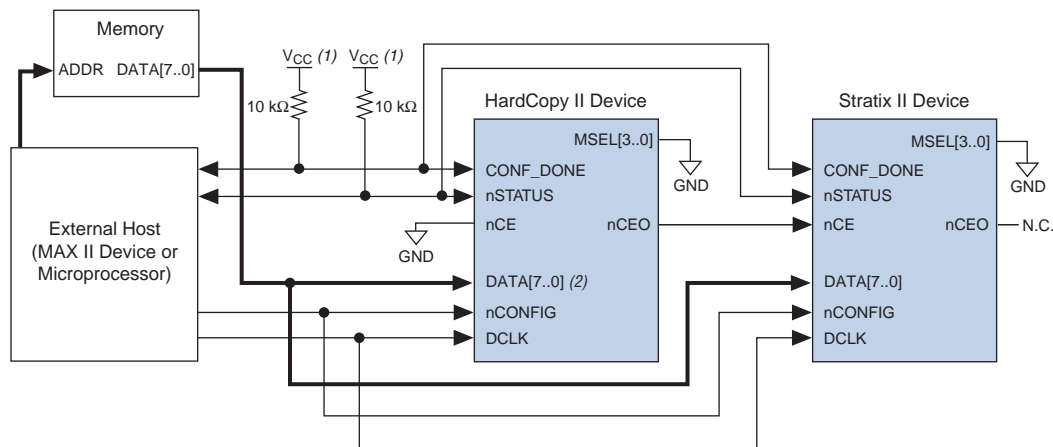 Memory
ADDR DATA[7..0]
VCC (1) VCC (1)
10 kΩ 10 kΩ
HardCopy II Device
MSEL[3..0]
GND
CONF_DONE
nSTATUS
nCE nCEO
GND
DATA[7..0] (2)
nCONFIG
DCLK
Stratix II Device
MSEL[3..0]
GND
CONF_DONE
nSTATUS
nCE nCEO N.C.
DATA[7..0]
nCONFIG
DCLK
External Host
(MAX II Device or
Microprocessor)